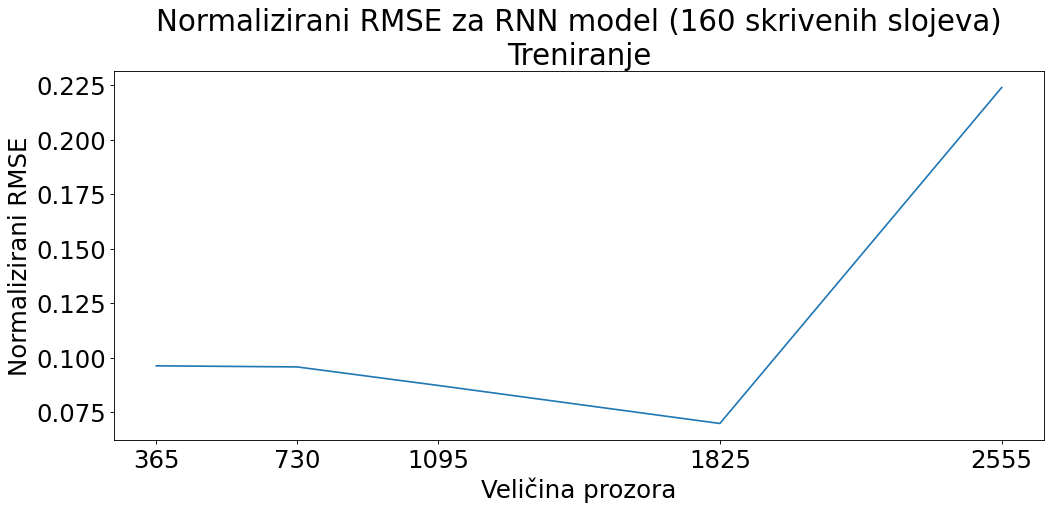 Normalizirani RMSE za RNN model (160 skrivenih slojeva)
Treniranje
Normalizirani RMSE
0.225
0.200
0.175
0.150
0.125
0.100
0.075
365 730 1095 1825 2555
Veličina prozora